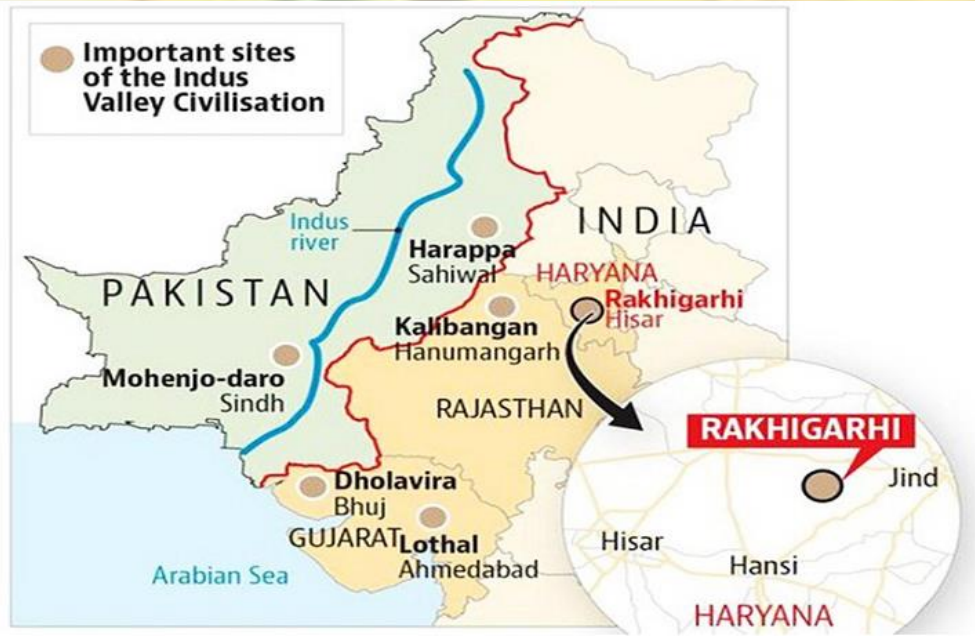 Important sites
of the Indus
Valley Civilisation
Indus
river
INDIA
Harappa
Sahiwal
HARYANA
PAKISTAN
Rakhigarhi
Hisar
Kalibangan
Hanumangarh
Mohenjo-daro
Sindh
RAJASTHAN
RAKHIGARHI
Dholavira
Bhuj
Jind
GUJARAT
Lothal
Ahmedabad
Hisar
Hansi
Arabian Sea
HARYANA